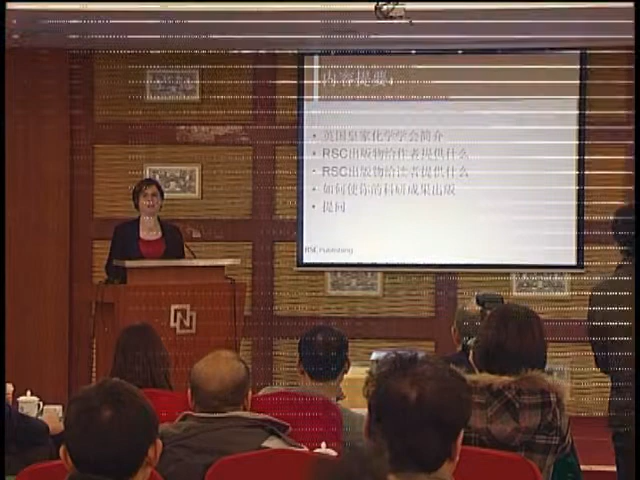 内容提要:
• 英国皇家化学学会简介
• RSC出版物给作者提供什么
• RSC出版物给读者提供什么
• 如何使你的科研成果出版
• 提问
RSC Publishing
N